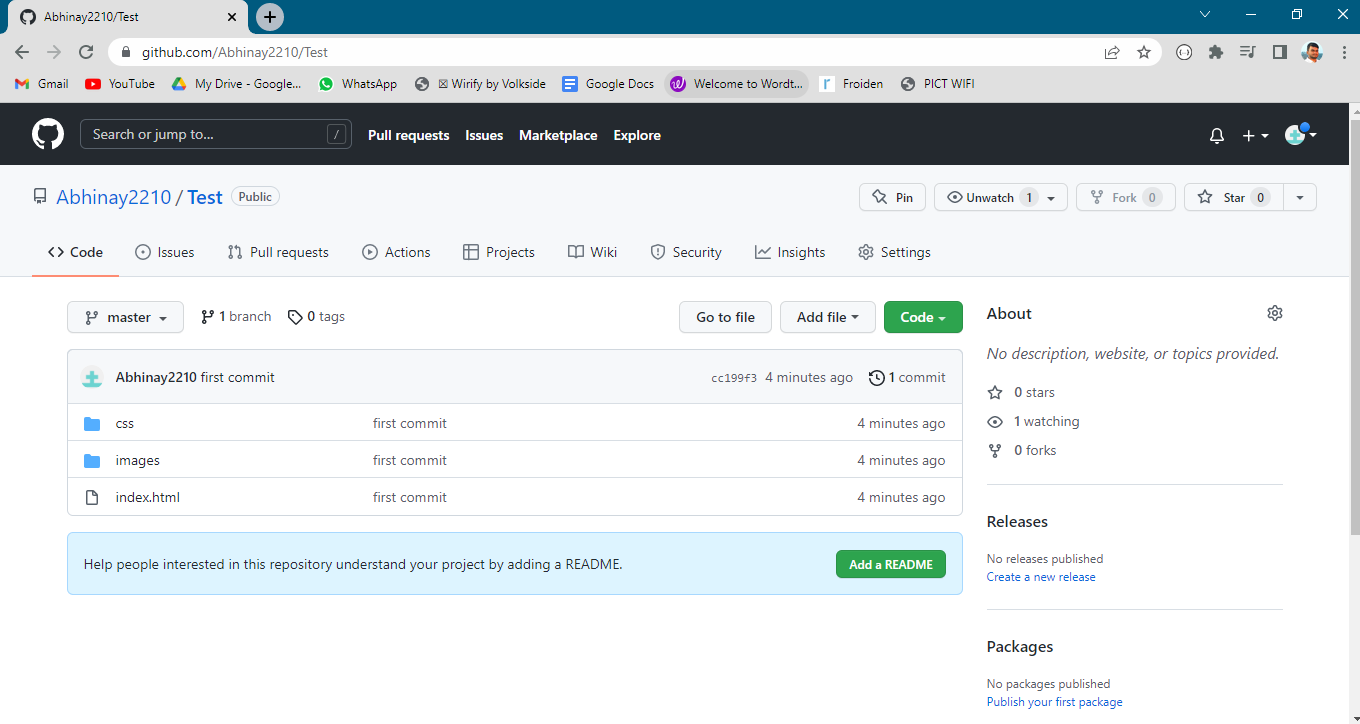 Abhinay2210/Test
github.com/Abhinay2210/Test
Gmail YouTube My Drive - Google... WhatsApp ☒ Wirify by Volkside Google Docs Welcome to Wordt... Froiden PICT WIFI
Search or jump to... / Pull requests Issues Marketplace Explore
Abhinay2210 / Test Public Pin Unwatch 1 Fork 0 Star 0
Code Issues Pull requests Actions Projects Wiki Security Insights Settings
master 1 branch 0 tags Go to file Add file Code
Abhinay2210 first commit cc199f3 4 minutes ago 1 commit
css first commit 4 minutes ago
images first commit 4 minutes ago
index.html first commit 4 minutes ago
Help people interested in this repository understand your project by adding a README. Add a README
About
No description, website, or topics provided.
0 stars
1 watching
0 forks
Releases
No releases published
Create a new release
Packages
No packages published
Publish your first package